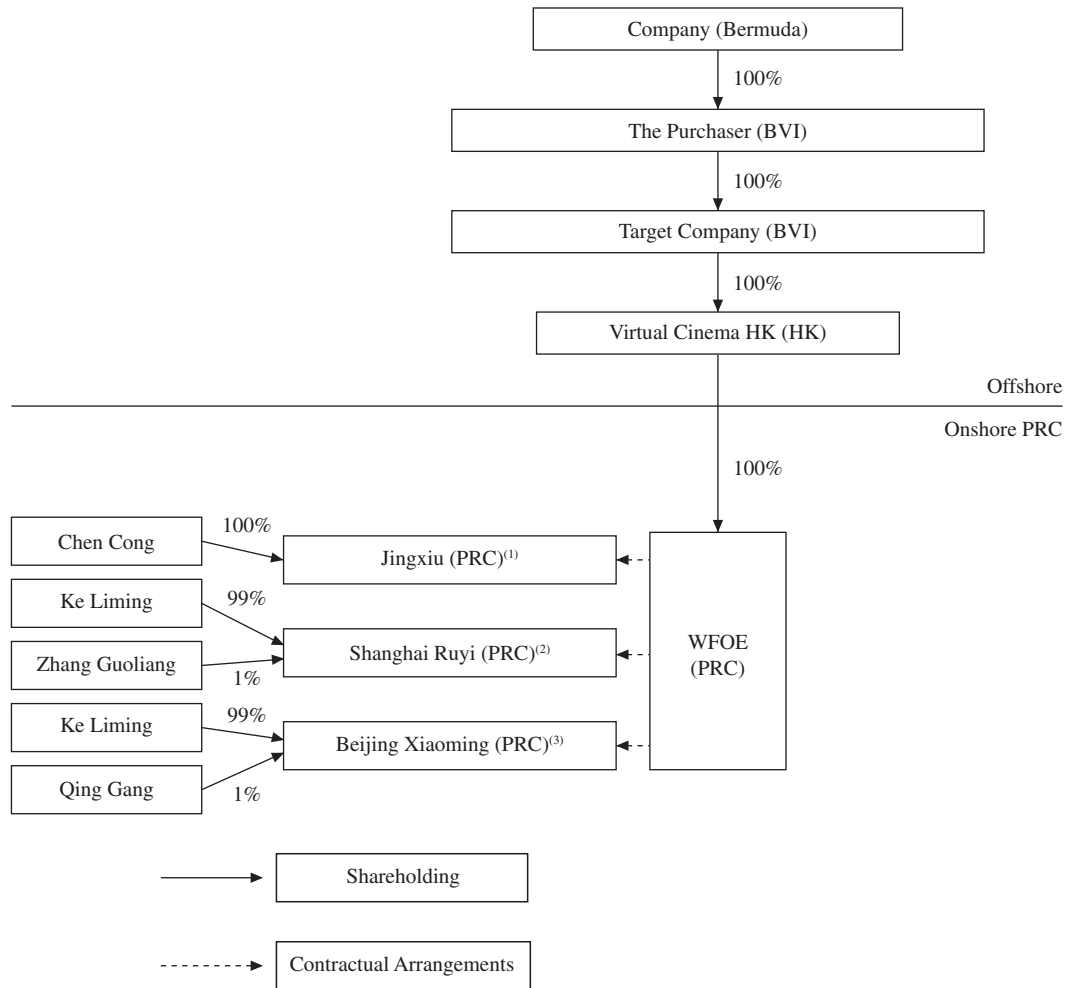 Company (Bermuda)
100%
The Purchaser (BVI)
100%
Target Company (BVI)
100%
Virtual Cinema HK (HK)
Offshore
Onshore PRC
100%
Chen Cong
100%
Jingxiu (PRC)(1)
Ke Liming
99%
Zhang Guoliang
1%
Shanghai Ruyi (PRC)(2)
WFOE
(PRC)
Ke Liming
99%
Beijing Xiaoming (PRC)(3)
Qing Gang
1%
Shareholding
Contractual Arrangements